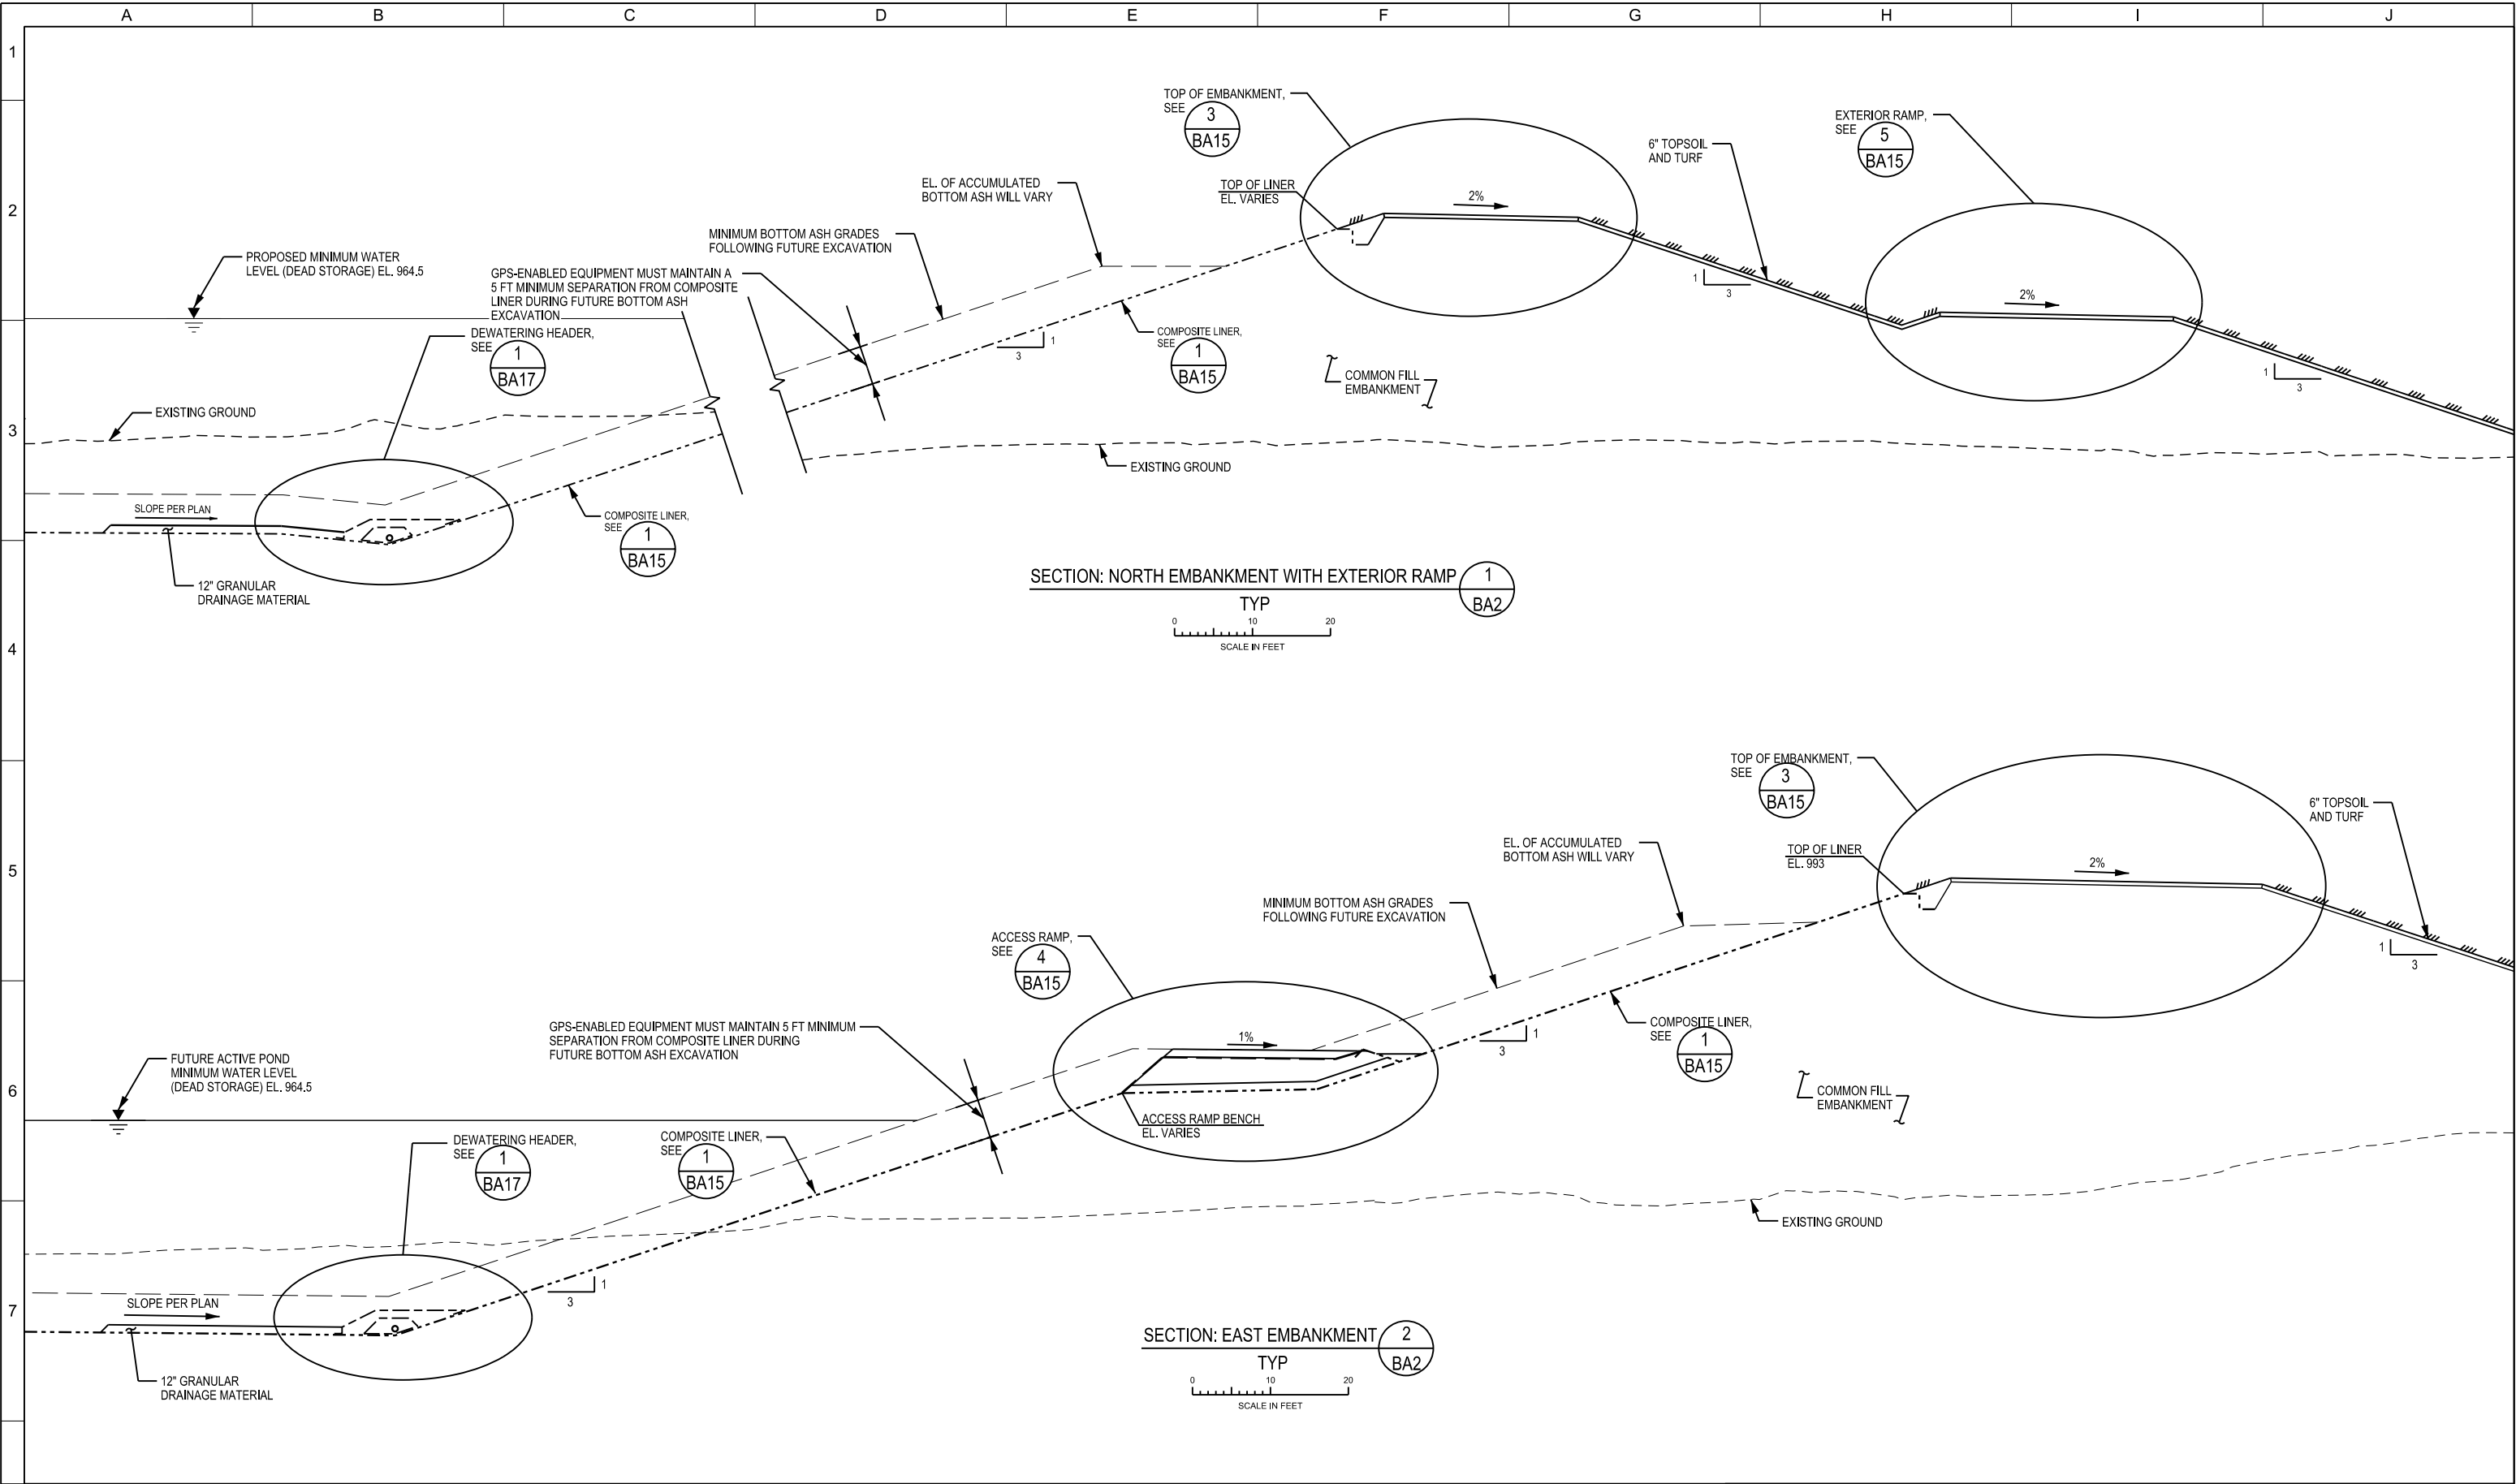 A B C D E F G H I J
1
2
3
4
5
6
7
TOP OF EMBANKMENT,
SEE
3
BA15
EXTERIOR RAMP,
SEE
5
BA15
6" TOPSOIL
AND TURF
EL. OF ACCUMULATED
BOTTOM ASH WILL VARY
TOP OF LINER
EL. VARIES
2%
MINIMUM BOTTOM ASH GRADES
FOLLOWING FUTURE EXCAVATION
PROPOSED MINIMUM WATER
LEVEL (DEAD STORAGE) EL. 964.5
GPS-ENABLED EQUIPMENT MUST MAINTAIN A
5 FT MINIMUM SEPARATION FROM COMPOSITE
LINER DURING FUTURE BOTTOM ASH
EXCAVATION
1
3
2%
DEWATERING HEADER,
SEE
1
BA17
COMPOSITE LINER,
SEE
1
BA15
1
3
COMMON FILL
EMBANKMENT
1
3
EXISTING GROUND
EXISTING GROUND
SLOPE PER PLAN
COMPOSITE LINER,
SEE
1
BA15
12" GRANULAR
DRAINAGE MATERIAL
SECTION: NORTH EMBANKMENT WITH EXTERIOR RAMP
1
BA2
TYP
0 10 20
SCALE IN FEET
TOP OF EMBANKMENT,
SEE
3
BA15
6" TOPSOIL
AND TURF
EL. OF ACCUMULATED
BOTTOM ASH WILL VARY
TOP OF LINER
EL. 993
2%
MINIMUM BOTTOM ASH GRADES
FOLLOWING FUTURE EXCAVATION
ACCESS RAMP,
SEE
4
BA15
1
3
GPS-ENABLED EQUIPMENT MUST MAINTAIN 5 FT MINIMUM
SEPARATION FROM COMPOSITE LINER DURING
FUTURE BOTTOM ASH EXCAVATION
1%
1
3
COMPOSITE LINER,
SEE
1
BA15
FUTURE ACTIVE POND
MINIMUM WATER LEVEL
(DEAD STORAGE) EL. 964.5
COMMON FILL
EMBANKMENT
ACCESS RAMP BENCH
EL. VARIES
DEWATERING HEADER,
SEE
1
BA17
COMPOSITE LINER,
SEE
1
BA15
EXISTING GROUND
1
3
SLOPE PER PLAN
12" GRANULAR
DRAINAGE MATERIAL
SECTION: EAST EMBANKMENT
2
BA2
TYP
0 10 20
SCALE IN FEET